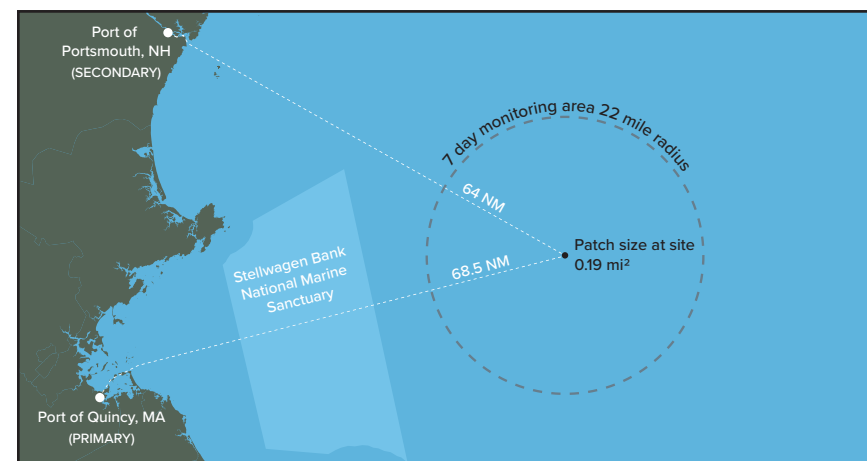 Port of
Portsmouth, NH
(SECONDARY)
7 day monitoring area 22 mile radius
64 NM
Patch size at site
0.19 mi²
68.5 NM
Stellwagen Bank
National Marine
Sanctuary
Port of Quincy, MA
(PRIMARY)